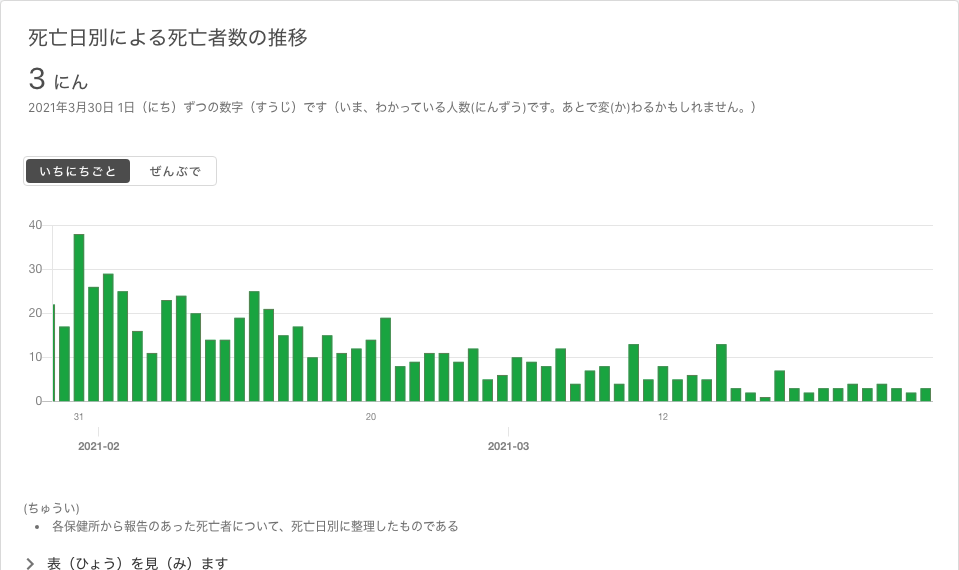 死亡日別による死亡者数の推移
3 にん
2021年3月30日 1日（にち）ずつの数字（すうじ）です（いま、わかっている人数(にんずう)です。あとで変(か)わるかもしれません。）
いちにちごと ぜんぶで
40
30
20
10
0
31 20 12
2021-02 2021-03
(ちゅうい)
• 各保健所から報告のあった死亡者について、死亡日別に整理したものである
表（ひょう）を見（み）ます